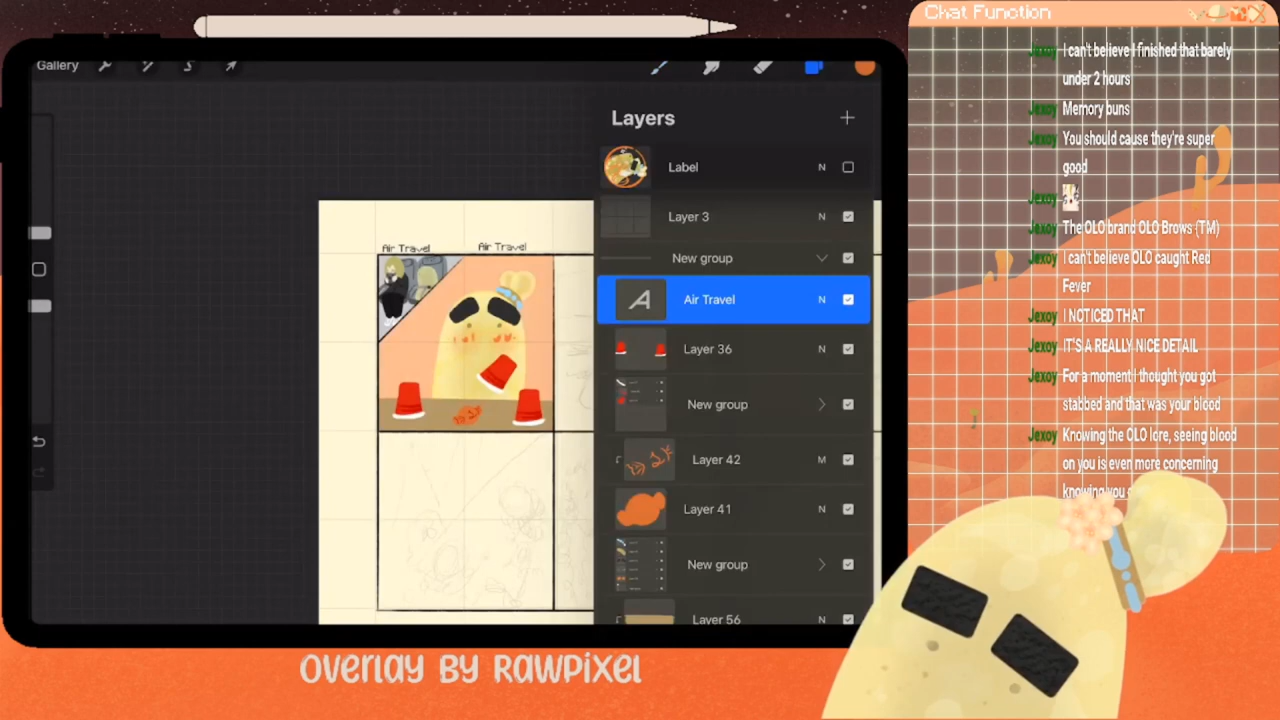 Chat Function
Gallery
Layers
Label N
Layer 3 N
New group
Air Travel N
A
Layer 36 N
New group
Layer 42 M
Layer 41 N
New group
Layer 56 N
Air Travel
Air Travel
Jexoy I can't believe I finished that barely
under 2 hours
Jexoy Memory buns
Jexoy You should cause they're super
good
Jexoy
Jexoy The OLO brand OLO Brows (TM)
Jexoy I can't believe OLO caught Red
Fever
Jexoy I NOTICED THAT
Jexoy IT'S A REALLY NICE DETAIL
Jexoy For a moment I thought you got
stabbed and that was your blood
Jexoy Knowing the OLO lore, seeing blood
on you is even more concerning
knowing you
OVERLAY BY RAWPIXEL